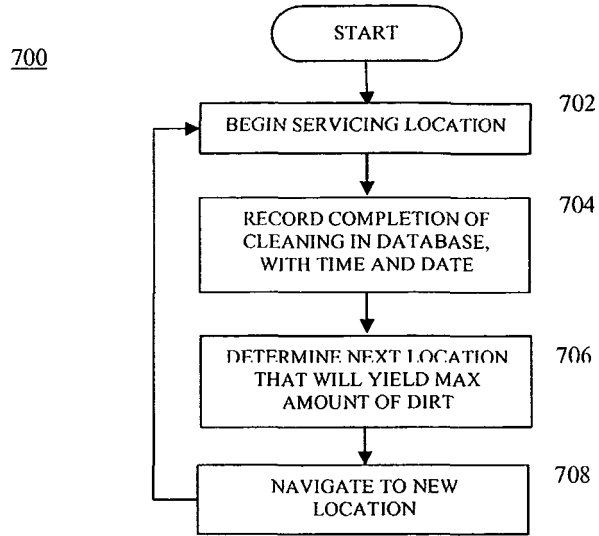 START
700
702
BEGIN SERVICING LOCATION
704
RECORD COMPLETION OF
CLEANING IN DATABASE,
WITH TIME AND DATE
DETERMINE NEXT LOCATION
706
THAT WILL YIELD MAX
AMOUNT OF DIRT
708
NAVIGATE TO NEW
LOCATION